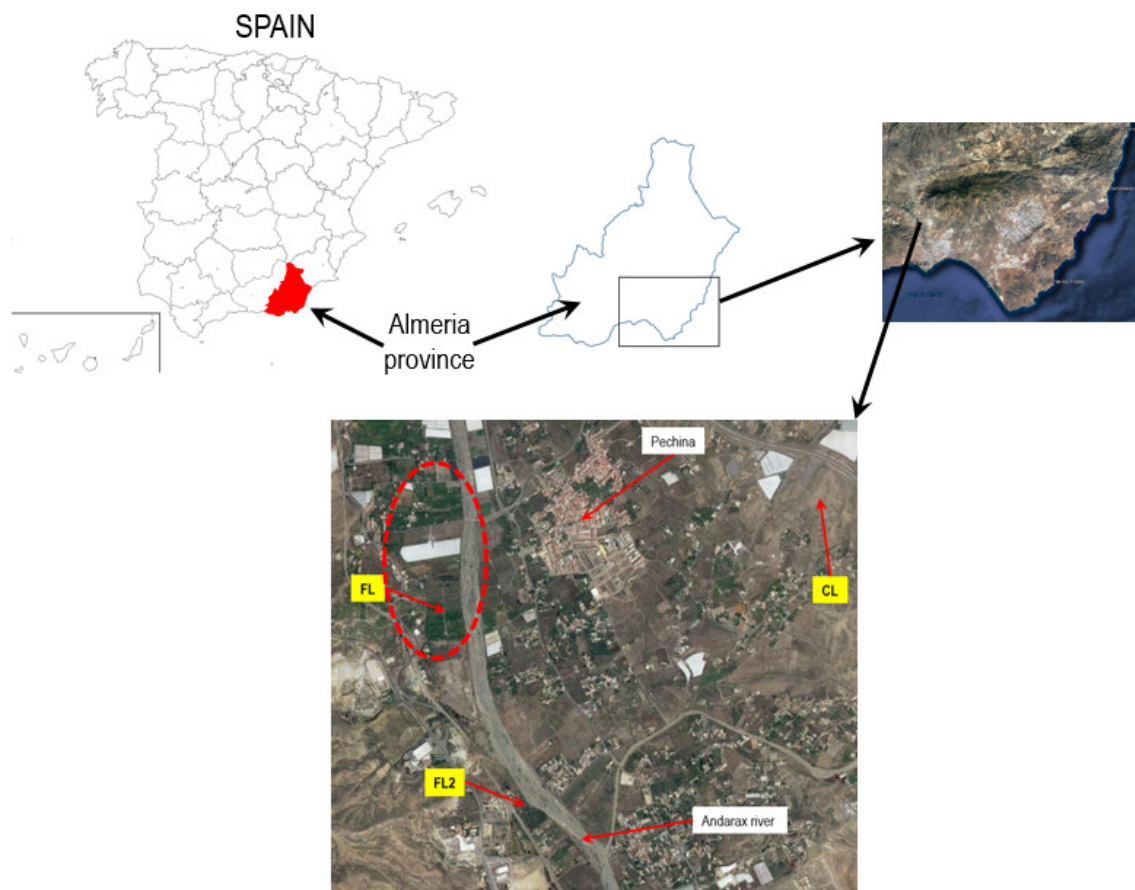 SPAIN
Almeria
province
Pechina
FL
CL
FL2
Andarax river